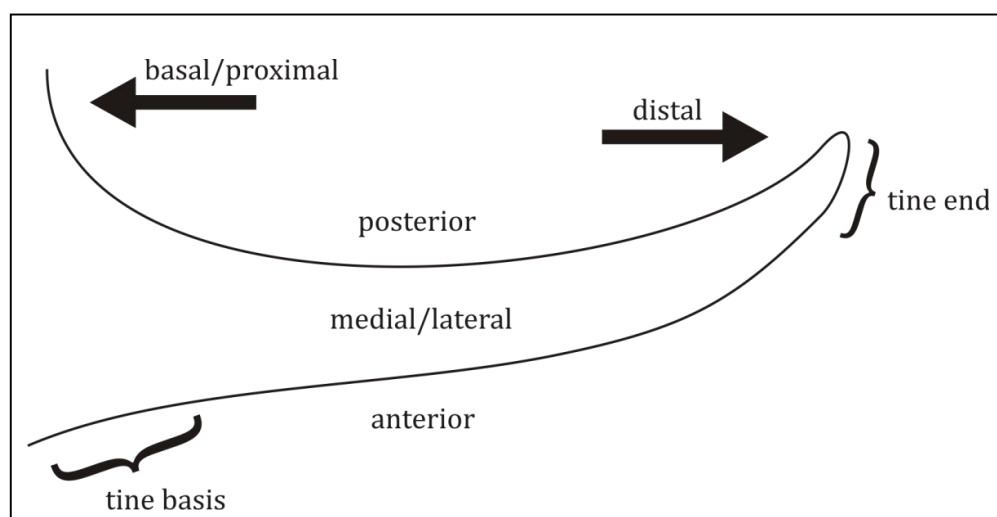 basal/proximal
distal
tine end
posterior
medial/lateral
anterior
tine basis